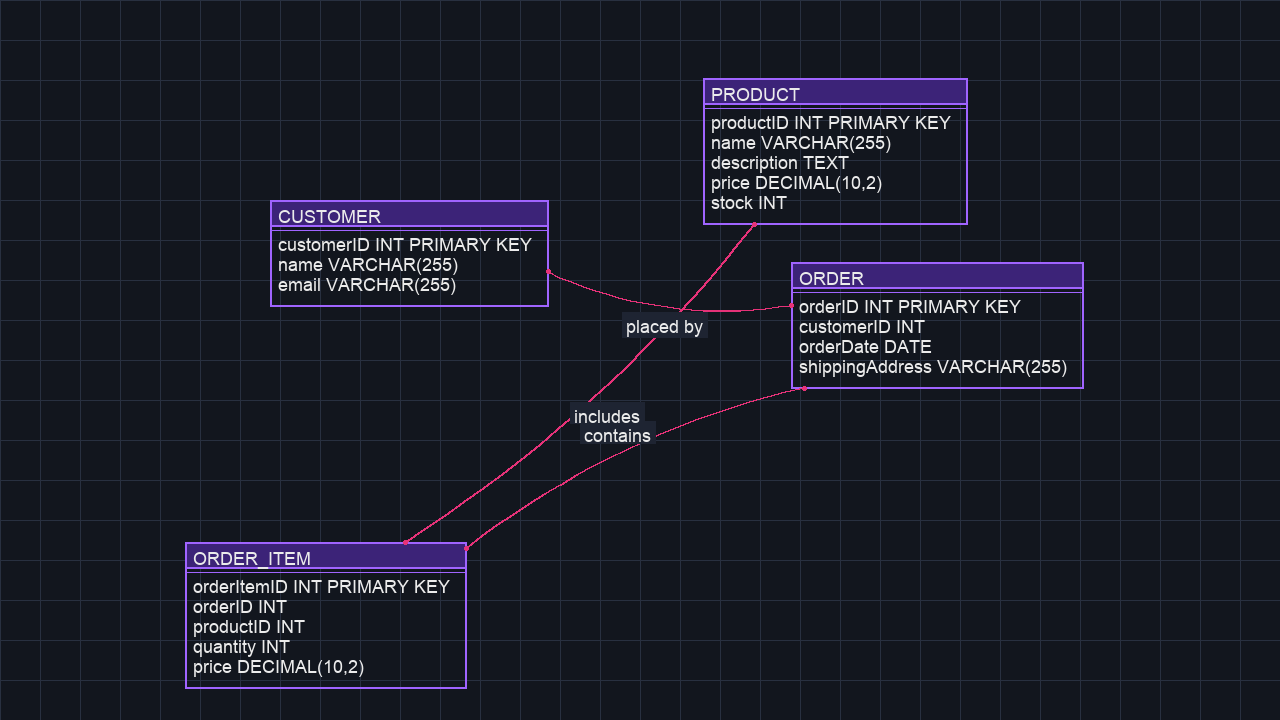 PRODUCT
productID INT PRIMARY KEY
name VARCHAR(255)
description TEXT
price DECIMAL(10,2)
stock INT
CUSTOMER
customerID INT PRIMARY KEY
name VARCHAR(255)
email VARCHAR(255)
ORDER
orderID INT PRIMARY KEY
customerID INT
orderDate DATE
shippingAddress VARCHAR(255)
placed by
includes
contains
ORDER_ITEM
orderItemID INT PRIMARY KEY
orderID INT
productID INT
quantity INT
price DECIMAL(10,2)